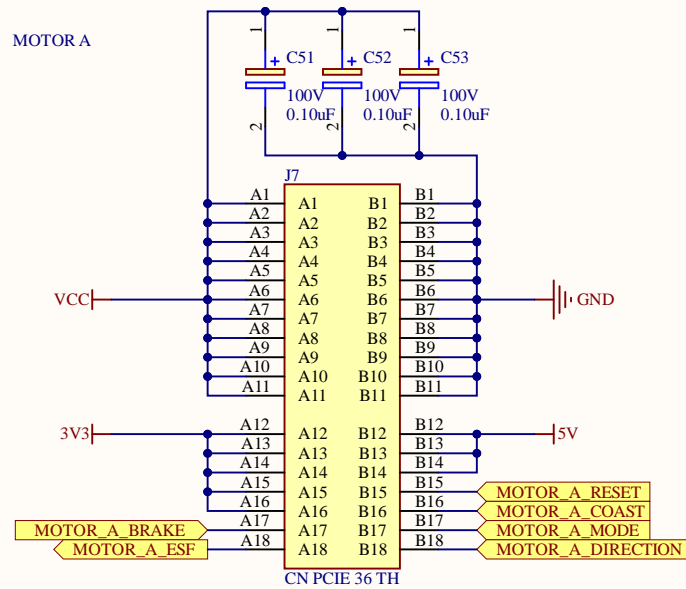 MOTOR A
1 1 1
+ C51 + C52 + C53
100V 100V 100V
0.10uF 0.10uF 0.10uF
2 2 2
J7
A1 A1 B1 B1
A2 A2 B2 B2
A3 A3 B3 B3
A4 A4 B4 B4
A5 A5 B5 B5
VCC A6 A6 B6 B6 GND
A7 A7 B7 B7
A8 A8 B8 B8
A9 A9 B9 B9
A10 A10 B10 B10
A11 A11 B11 B11
3V3 A12 A12 B12 B12 5V
A13 A13 B13 B13
A14 A14 B14 B14
A15 A15 B15 B15 MOTOR_A_RESET
A16 A16 B16 B16 MOTOR_A_COAST
MOTOR_A_BRAKE A17 A17 B17 B17 MOTOR_A_MODE
MOTOR_A_ESF A18 A18 B18 B18 MOTOR_A_DIRECTION
CN PCIE 36 TH